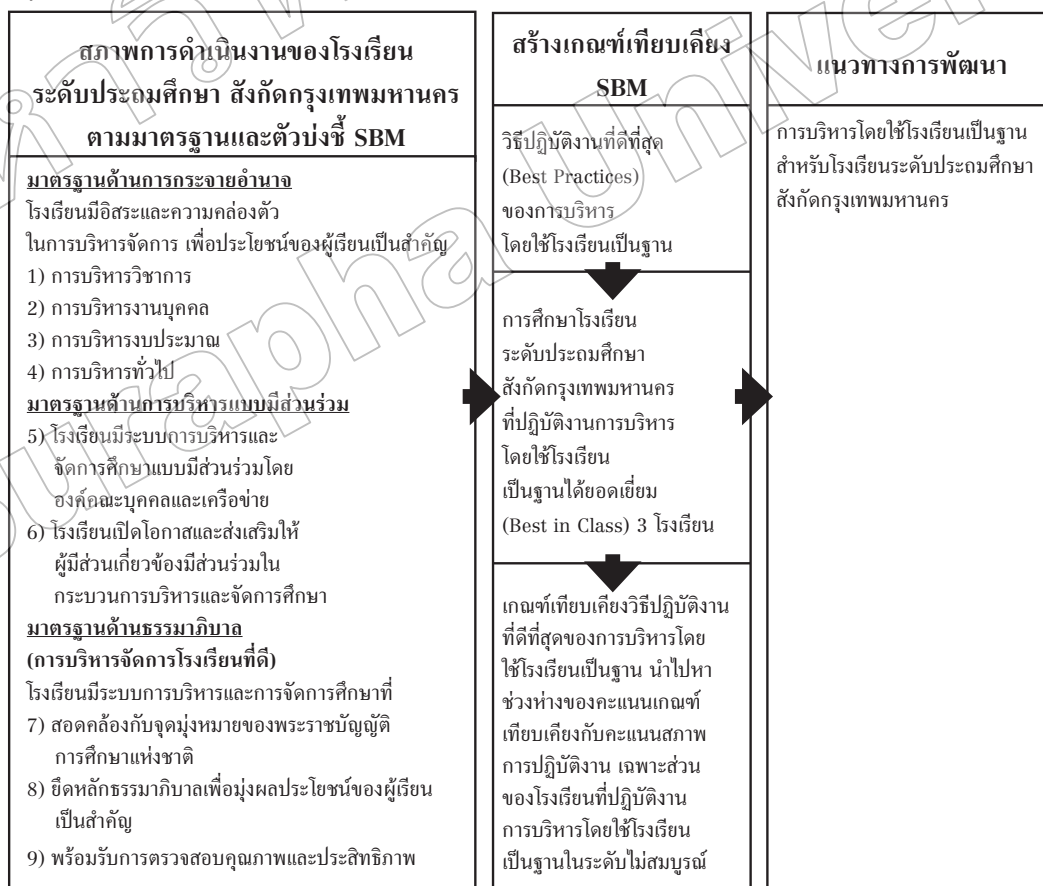 สภาพการดำเนินงานของโรงเรียน
ระดับประถมศึกษา สังกัดกรุงเทพมหานคร
ตามมาตรฐานและตัวบ่งชี้ SBM
มาตรฐานด้านการกระจายอำนาจ
โรงเรียนมีอิสระและความคล่องตัว
ในการบริหารจัดการ เพื่อประโยชน์ของผู้เรียนเป็นสำคัญ
1) การบริหารวิชาการ
2) การบริหารงานบุคคล
3) การบริหารงบประมาณ
4) การบริหารทั่วไป
มาตรฐานด้านการบริหารแบบมีส่วนร่วม
5) โรงเรียนมีระบบการบริหารและ
จัดการศึกษาแบบมีส่วนร่วมโดย
องค์คณะบุคคลและเครือข่าย
6) โรงเรียนเปิดโอกาสและส่งเสริมให้
ผู้มีส่วนเกี่ยวข้องมีส่วนร่วมใน
กระบวนการบริหารและจัดการศึกษา
มาตรฐานด้านธรรมาภิบาล
(การบริหารจัดการโรงเรียนที่ดี)
โรงเรียนมีระบบการบริหารและการจัดการศึกษาที่
7) สอดคล้องกับจุดมุ่งหมายของพระราชบัญญัติ
การศึกษาแห่งชาติ
8) ยึดหลักธรรมาภิบาลเพื่อมุ่งผลประโยชน์ของผู้เรียน
เป็นสำคัญ
9) พร้อมรับการตรวจสอบคุณภาพและประสิทธิภาพ
สร้างเกณฑ์เทียบเคียง
SBM
วิธีปฏิบัติงานที่ดีที่สุด
(Best Practices)
ของการบริหาร
โดยใช้โรงเรียนเป็นฐาน
การศึกษาโรงเรียน
ระดับประถมศึกษา
สังกัดกรุงเทพมหานคร
ที่ปฏิบัติงานการบริหาร
โดยใช้โรงเรียน
เป็นฐานได้ยอดเยี่ยม
(Best in Class) 3 โรงเรียน
เกณฑ์เทียบเคียงวิธีปฏิบัติงาน
ที่ดีที่สุดของการบริหารโดย
ใช้โรงเรียนเป็นฐาน นำไปหา
ช่วงห่างของคะแนนเกณฑ์
เทียบเคียงกับคะแนนสภาพ
การปฏิบัติงาน เฉพาะส่วน
ของโรงเรียนที่ปฏิบัติงาน
การบริหารโดยใช้โรงเรียน
เป็นฐานในระดับไม่สมบูรณ์
แนวทางการพัฒนา
การบริหารโดยใช้โรงเรียนเป็นฐาน
สำหรับโรงเรียนระดับประถมศึกษา
สังกัดกรุงเทพมหานคร